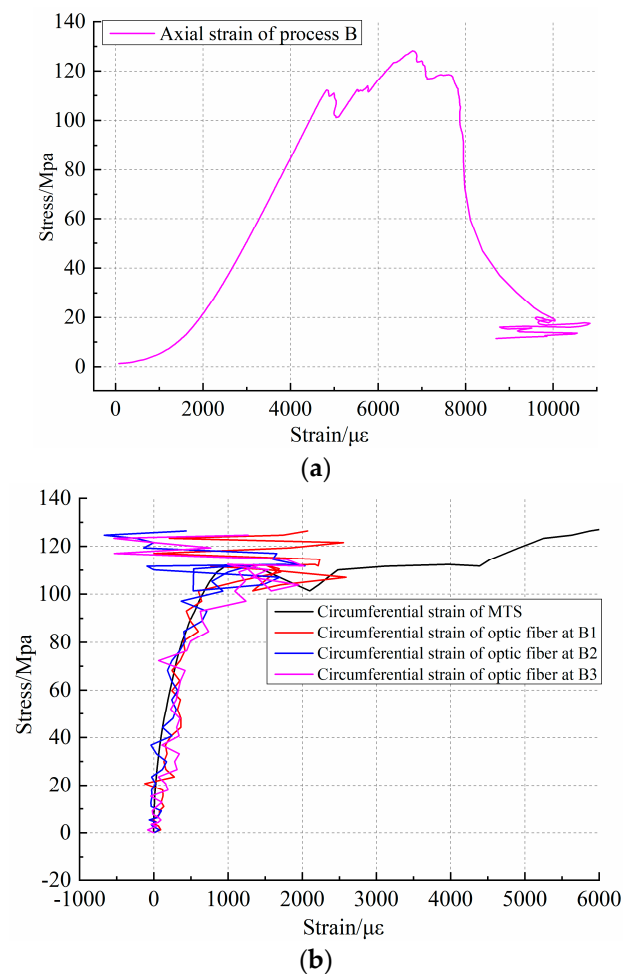 Axial strain of process B
140
120
100
80
60
40
20
0
Stress/Mpa
0 2000 4000 6000 8000 10000
Strain/με
(a)
140
120
100
80
60
40
20
0
-20
Stress/Mpa
Circumferential strain of MTS
Circumferential strain of optic fiber at B1
Circumferential strain of optic fiber at B2
Circumferential strain of optic fiber at B3
-1000 0 1000 2000 3000 4000 5000 6000
Strain/με
(b)